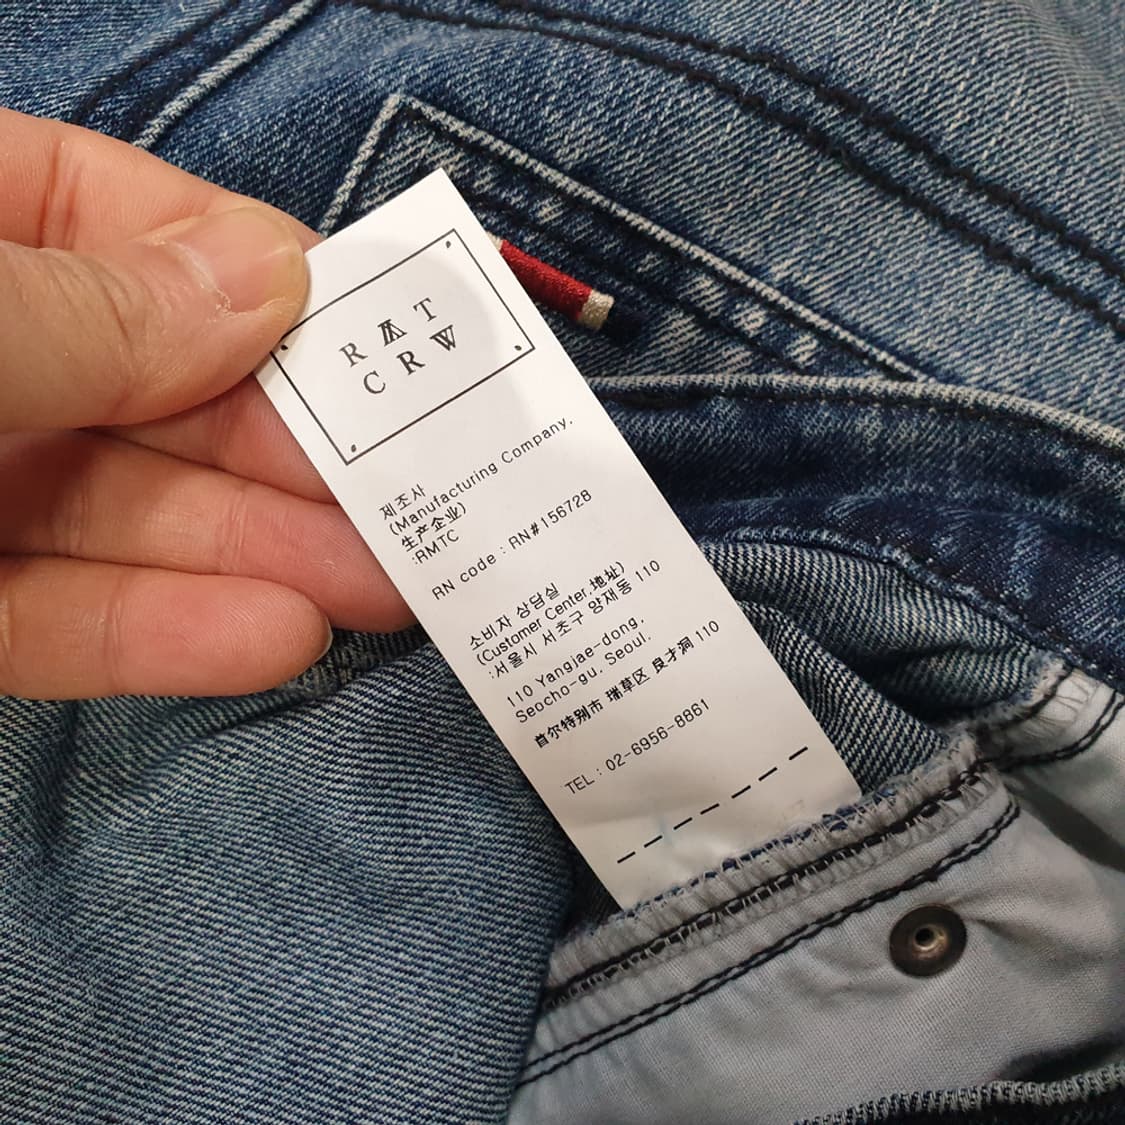 RMTCRW
제조사
(Manufacturing Company,
生产企业)
:RMTC
RN code : RN#156728
소비자 상담실
(Customer Center,地址)
:서울시 서초구 양재동 110
110 Yangjae-dong,
Seocho-gu, Seoul,
首尔特别市 瑞草区 良才洞 110
TEL : 02-6956-8861